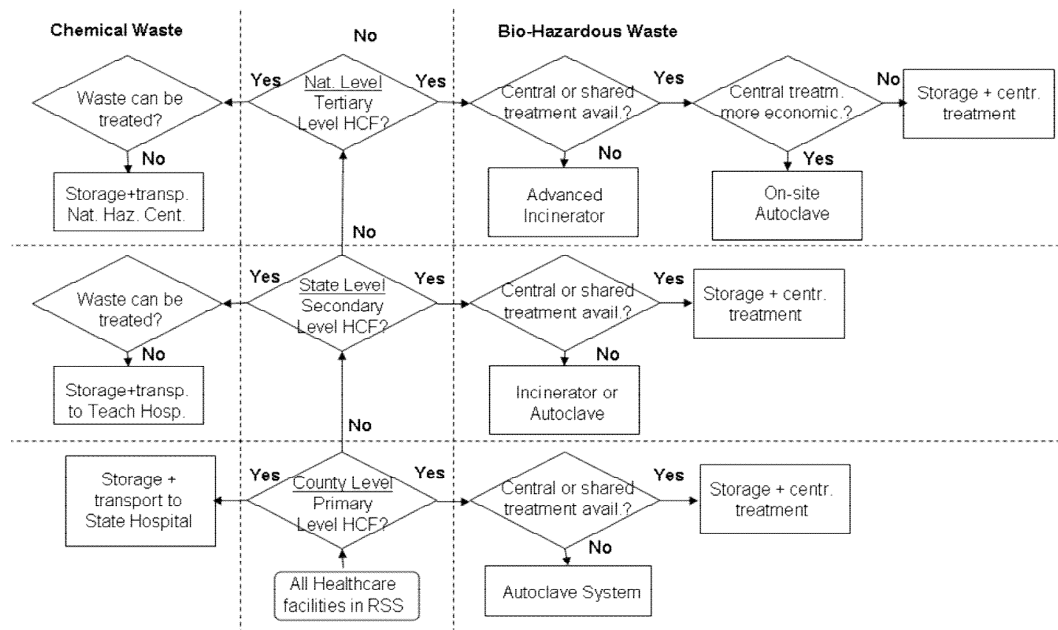 Chemical Waste
No
Bio-Hazardous Waste
Yes
Yes
Yes
No
Waste can be
treated?
Nat. Level
Tertiary
Level HCF?
Central or shared
treatment avail.?
Central treatm.
more economic.?
Storage + centr.
treatment
No
No
Yes
Storage+transp.
Nat. Haz. Cent.
Advanced
Incinerator
On-site
Autoclave
No
Yes
Yes
Yes
Waste can be
treated?
State Level
Secondary
Level HCF?
Central or shared
treatment avail.?
Storage + centr.
treatment
No
No
Storage+transp.
to Teach Hosp.
Incinerator or
Autoclave
No
Yes
Yes
Yes
Storage +
transport to
State Hospital
County Level
Primary
Level HCF?
Central or shared
treatment avail.?
Storage + centr.
treatment
No
All Healthcare
facilities in RSS
Autoclave System